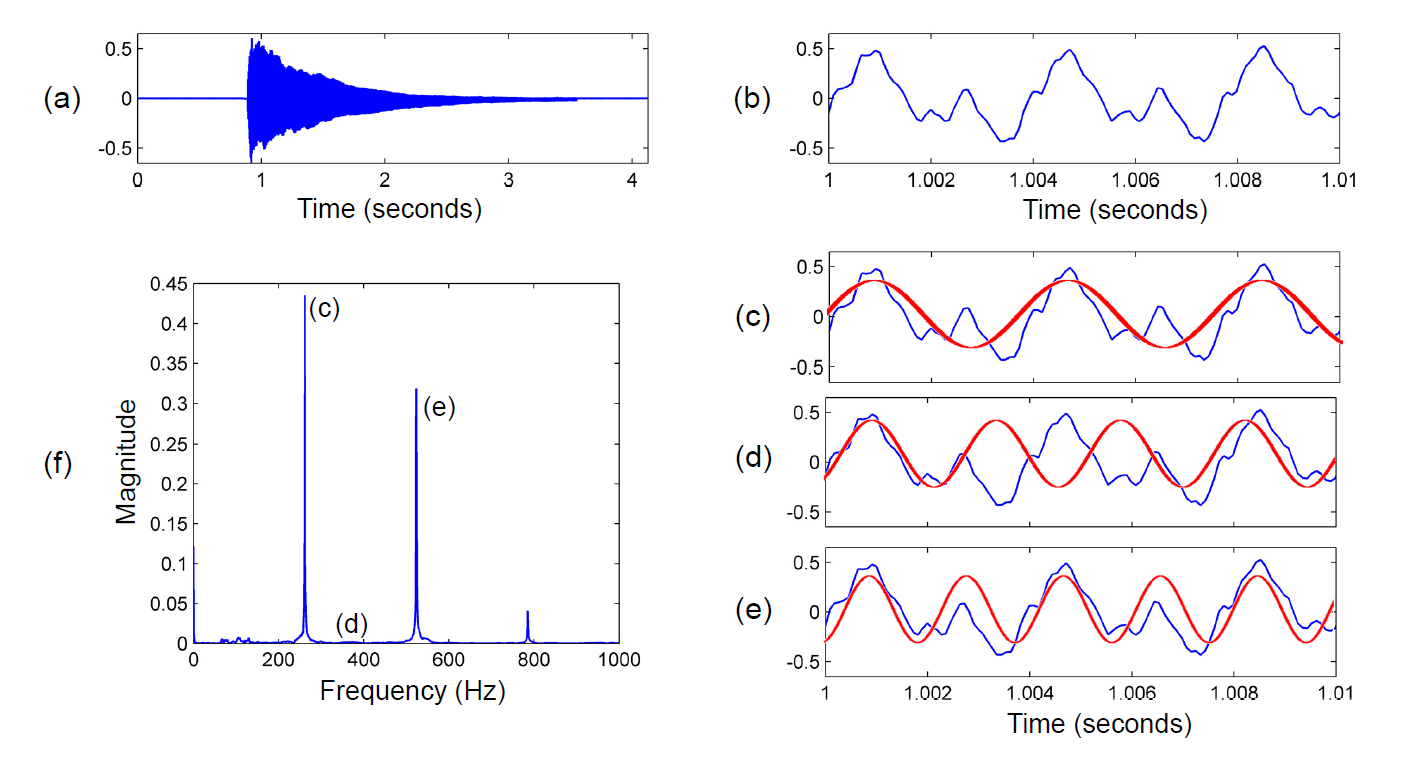 (a)
0.5
0
-0.5
0 1 2 3 4
Time (seconds)
(b)
0.5
0
-0.5
1 1.002 1.004 1.006 1.008 1.01
Time (seconds)
(f)
Magnitude
0.45
0.4
0.35
0.3
0.25
0.2
0.15
0.1
0.05
0
(c)
(e)
(d)
0 200 400 600 800 1000
Frequency (Hz)
(c)
0.5
0
-0.5
(d)
0.5
0
-0.5
(e)
0.5
0
-0.5
1 1.002 1.004 1.006 1.008 1.01
Time (seconds)